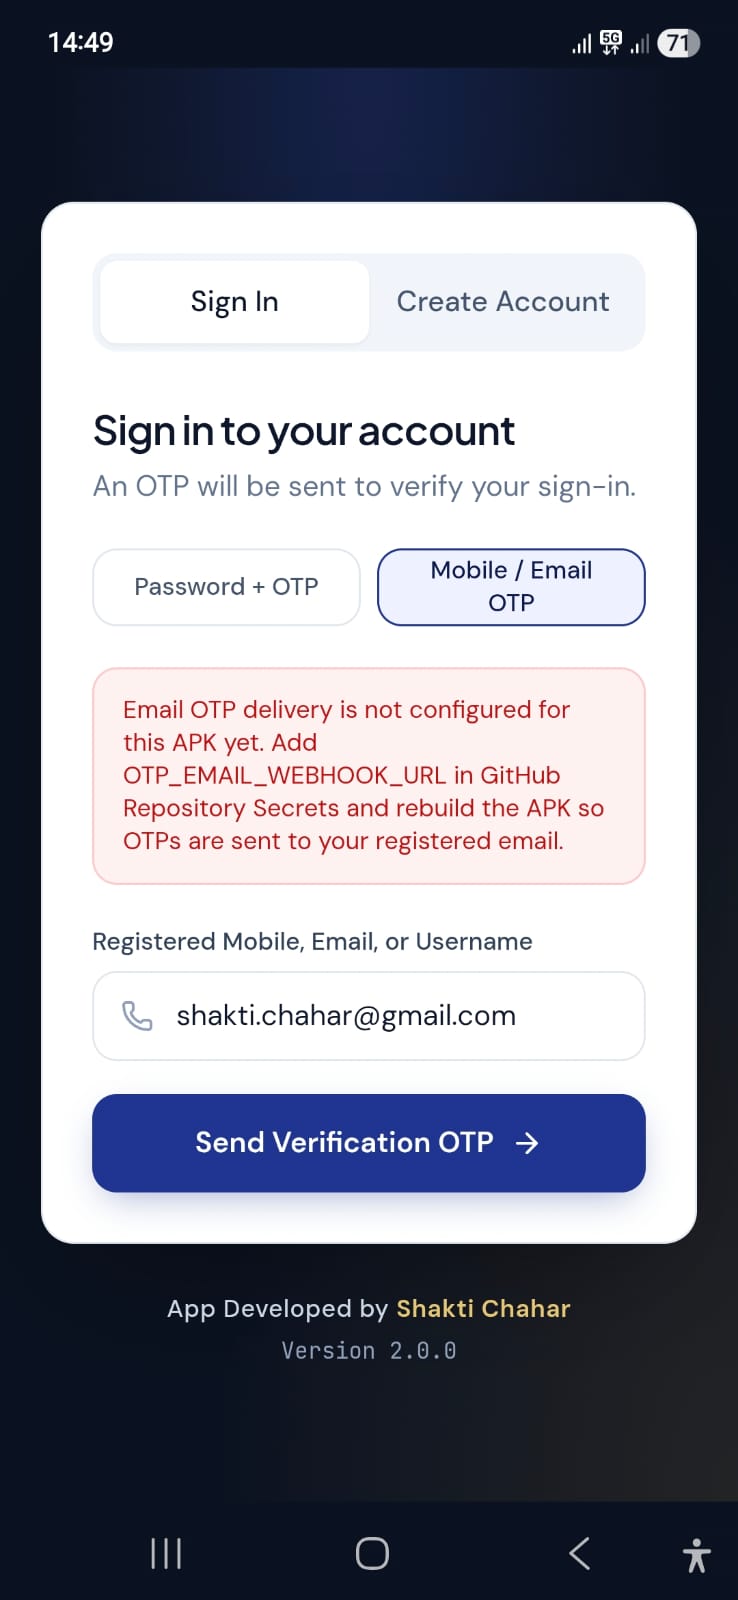 14:49
5G
71
Sign In
Create Account
Sign in to your account
An OTP will be sent to verify your sign-in.
Password + OTP
Mobile / Email
OTP
Email OTP delivery is not configured for
this APK yet. Add
OTP_EMAIL_WEBHOOK_URL in GitHub
Repository Secrets and rebuild the APK so
OTPs are sent to your registered email.
Registered Mobile, Email, or Username
shakti.chahar@gmail.com
Send Verification OTP →
App Developed by Shakti Chahar
Version 2.0.0